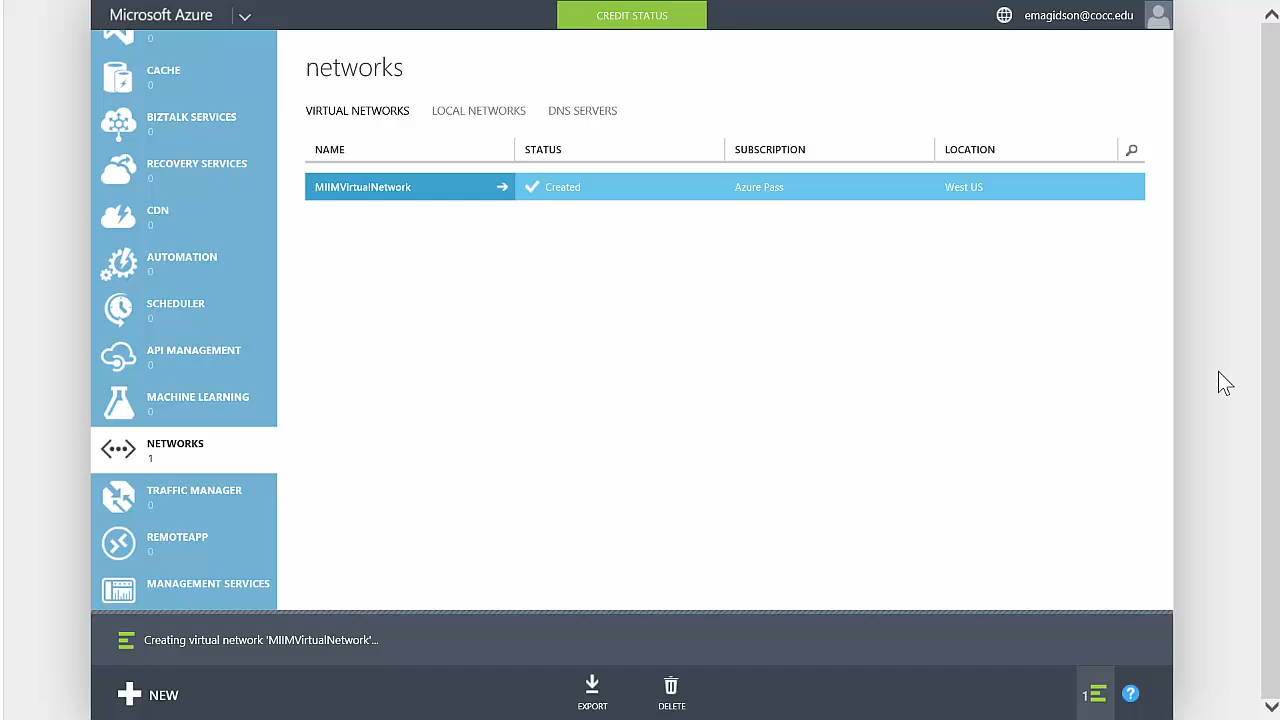 Microsoft Azure
CREDIT STATUS
emagidson@cocc.edu
0
CACHE
0
BIZTALK SERVICES
0
RECOVERY SERVICES
0
CDN
0
AUTOMATION
0
SCHEDULER
0
API MANAGEMENT
0
MACHINE LEARNING
0
NETWORKS
1
TRAFFIC MANAGER
0
REMOTEAPP
0
MANAGEMENT SERVICES
networks
VIRTUAL NETWORKS LOCAL NETWORKS DNS SERVERS
NAME STATUS SUBSCRIPTION LOCATION
MIIMVirtualNetwork Created Azure Pass West US
Creating virtual network 'MIIMVirtualNetwork'...
NEW
EXPORT
DELETE
1
?